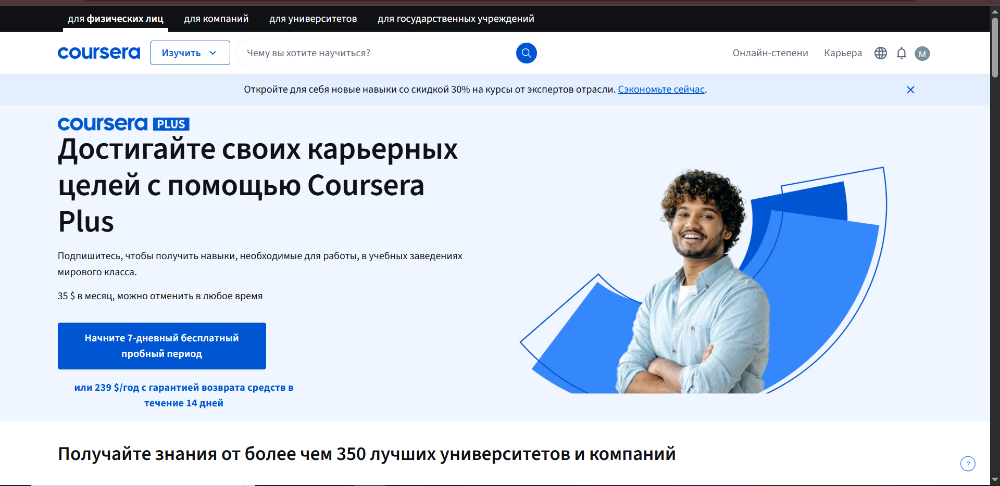 для физических лиц
для компаний
для университетов
для государственных учреждений
coursera
Изучить
Чему вы хотите научиться?
Онлайн-степени
Карьера
M
Откройте для себя новые навыки со скидкой 30% на курсы от экспертов отрасли. Сэкономьте сейчас.
coursera PLUS
Достигайте своих карьерных
целей с помощью Coursera
Plus
Подпишитесь, чтобы получить навыки, необходимые для работы, в учебных заведениях
мирового класса.
35 $ в месяц, можно отменить в любое время
Начните 7-дневный бесплатный
пробный период
или 239 $/год с гарантией возврата средств в
течение 14 дней
Получайте знания от более чем 350 лучших университетов и компаний
?